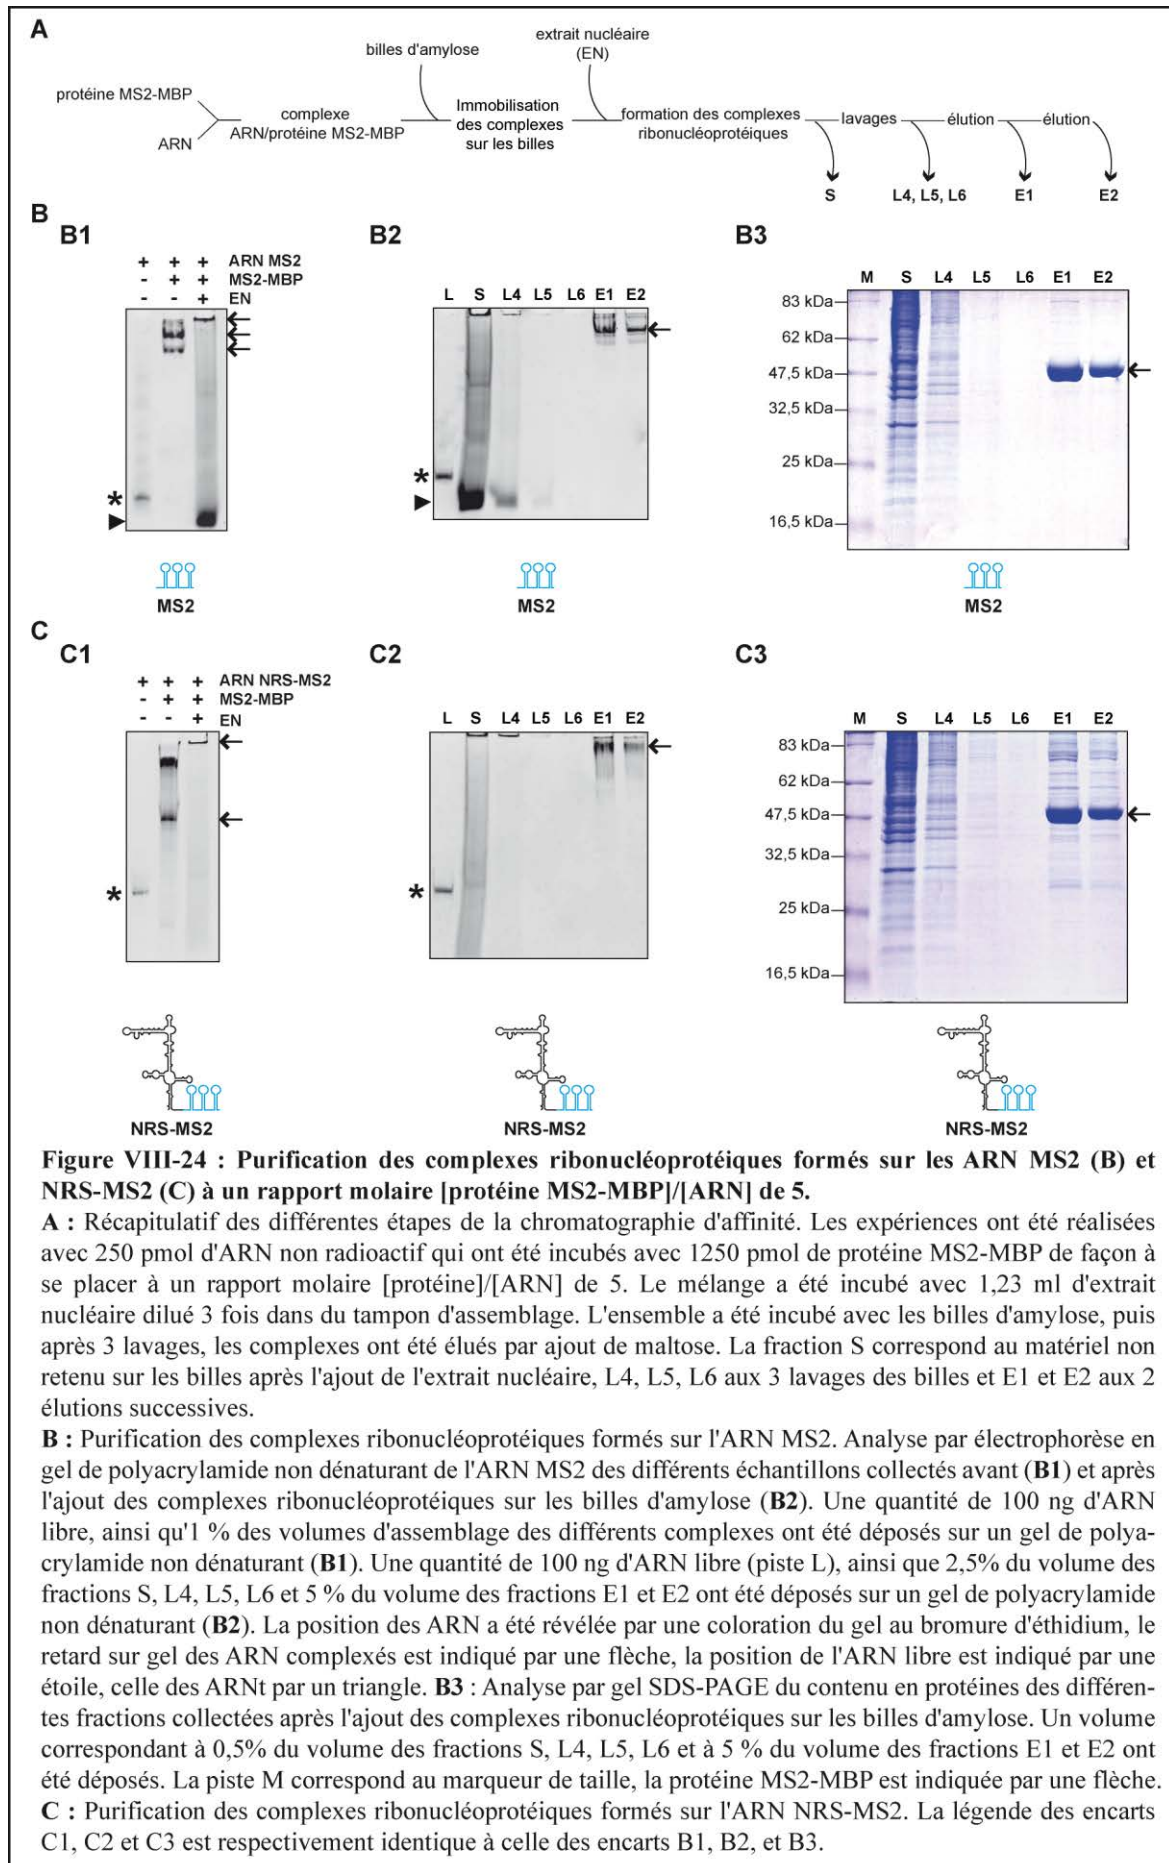 A
protéine MS2-MBP
ARN
complexe
ARN/protéine MS2-MBP
billes d'amylose
Immobilisation
des complexes
sur les billes
extrait nucléaire
(EN)
formation des complexes
ribonucléoprotéiques
lavages
élution
élution
S
L4, L5, L6
E1
E2
B
B1
+ + + ARN MS2
- + + MS2-MBP
- - + EN
*
MS2
B2
L S L4 L5 L6 E1 E2
*
MS2
B3
M S L4 L5 L6 E1 E2
83 kDa
62 kDa
47,5 kDa
32,5 kDa
25 kDa
16,5 kDa
MS2
C
C1
+ + + ARN NRS-MS2
- + + MS2-MBP
- - + EN
*
NRS-MS2
C2
L S L4 L5 L6 E1 E2
*
NRS-MS2
C3
M S L4 L5 L6 E1 E2
83 kDa
62 kDa
47,5 kDa
32,5 kDa
25 kDa
16,5 kDa
NRS-MS2
Figure VIII-24 : Purification des complexes ribonucléoprotéiques formés sur les ARN MS2 (B) et
NRS-MS2 (C) à un rapport molaire [protéine MS2-MBP]/[ARN] de 5.
A : Récapitulatif des différentes étapes de la chromatographie d'affinité. Les expériences ont été réalisées
avec 250 pmol d'ARN non radioactif qui ont été incubés avec 1250 pmol de protéine MS2-MBP de façon à
se placer à un rapport molaire [protéine]/[ARN] de 5. Le mélange a été incubé avec 1,23 ml d'extrait
nucléaire dilué 3 fois dans du tampon d'assemblage. L'ensemble a été incubé avec les billes d'amylose, puis
après 3 lavages, les complexes ont été élués par ajout de maltose. La fraction S correspond au matériel non
retenu sur les billes après l'ajout de l'extrait nucléaire, L4, L5, L6 aux 3 lavages des billes et E1 et E2 aux 2
élutions successives.
B : Purification des complexes ribonucléoprotéiques formés sur l'ARN MS2. Analyse par électrophorèse en
gel de polyacrylamide non dénaturant de l'ARN MS2 des différents échantillons collectés avant (B1) et après
l'ajout des complexes ribonucléoprotéiques sur les billes d'amylose (B2). Une quantité de 100 ng d'ARN
libre, ainsi qu'1 % des volumes d'assemblage des différents complexes ont été déposés sur un gel de polya-
crylamide non dénaturant (B1). Une quantité de 100 ng d'ARN libre (piste L), ainsi que 2,5% du volume des
fractions S, L4, L5, L6 et 5 % du volume des fractions E1 et E2 ont été déposés sur un gel de polyacrylamide
non dénaturant (B2). La position des ARN a été révélée par une coloration du gel au bromure d'éthidium, le
retard sur gel des ARN complexés est indiqué par une flèche, la position de l'ARN libre est indiqué par une
étoile, celle des ARNt par un triangle. B3 : Analyse par gel SDS-PAGE du contenu en protéines des différen-
tes fractions collectées après l'ajout des complexes ribonucléoprotéiques sur les billes d'amylose. Un volume
correspondant à 0,5% du volume des fractions S, L4, L5, L6 et à 5 % du volume des fractions E1 et E2 ont
été déposés. La piste M correspond au marqueur de taille, la protéine MS2-MBP est indiquée par une flèche.
C : Purification des complexes ribonucléoprotéiques formés sur l'ARN NRS-MS2. La légende des encarts
C1, C2 et C3 est respectivement identique à celle des encarts B1, B2, et B3.